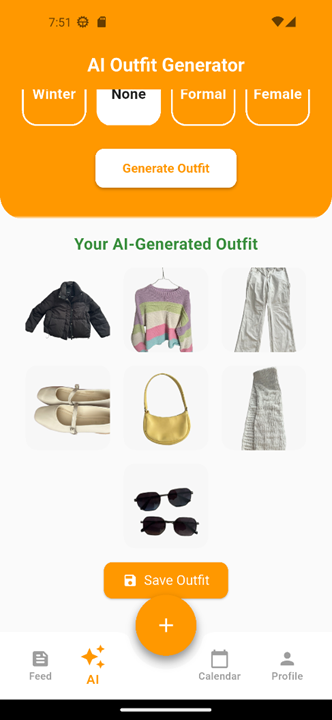 7:51
AI Outfit Generator
Winter None Formal Female
Generate Outfit
Your AI-Generated Outfit
Save Outfit
+
Feed AI Calendar Profile